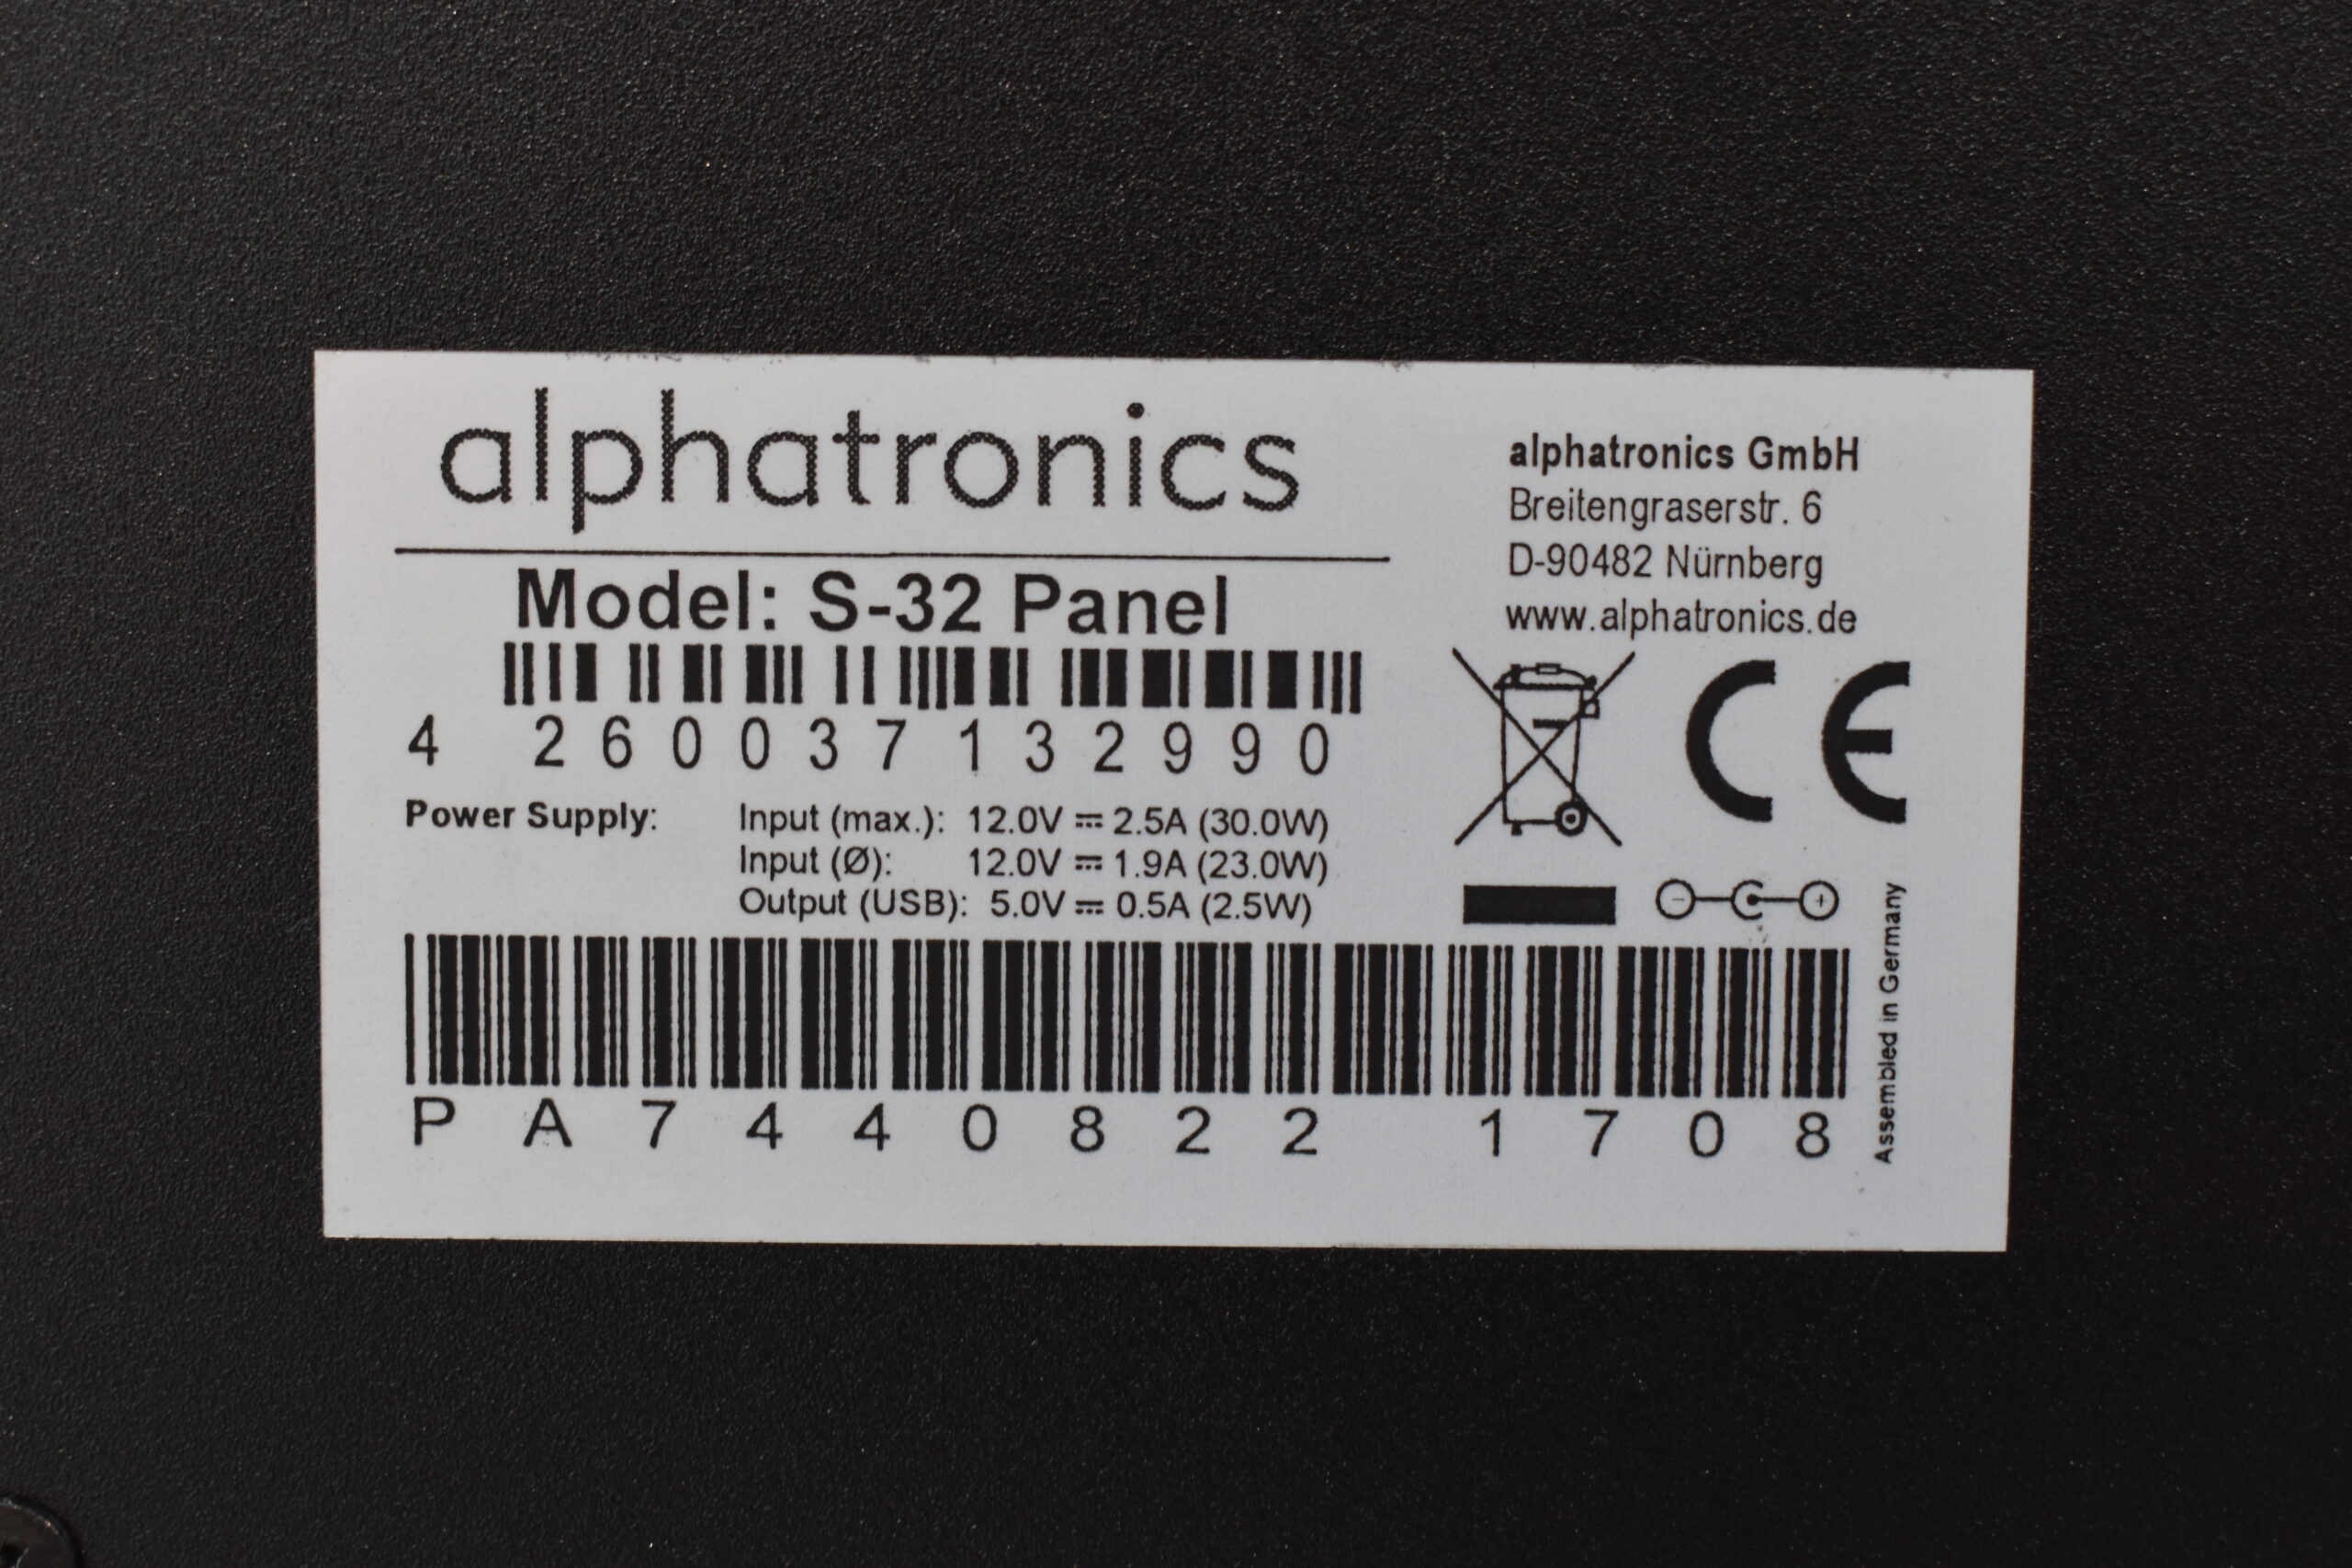 alphatronics
Model: S-32 Panel
4 260037132990
Power Supply: Input (max.): 12.0V ⎓ 2.5A (30.0W)
Input (Ø): 12.0V ⎓ 1.9A (23.0W)
Output (USB): 5.0V ⎓ 0.5A (2.5W)
PA7440822 1708
alphatronics GmbH
Breitengraserstr. 6
D-90482 Nürnberg
www.alphatronics.de
CE
- +
Assembled in Germany